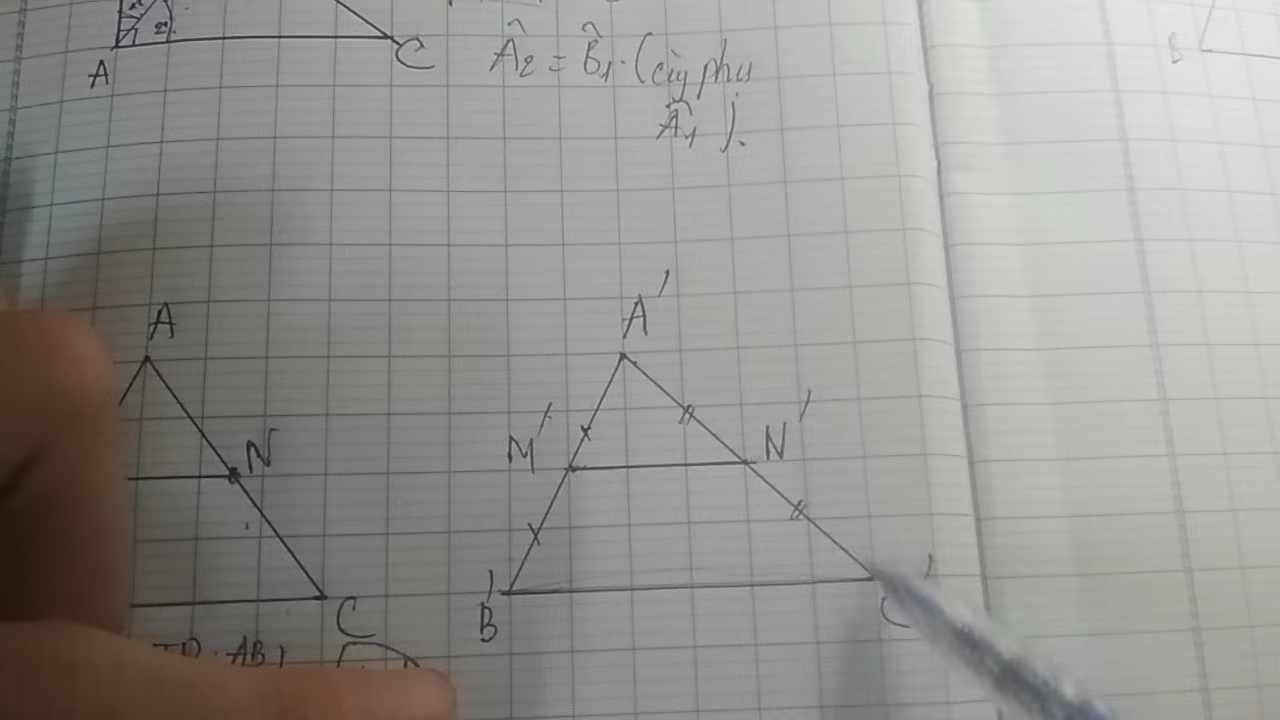 A
C
Â2 = B̂1. (cùng phụ
Â1).
B
A
N
C
A'
M'
N'
B'
C'